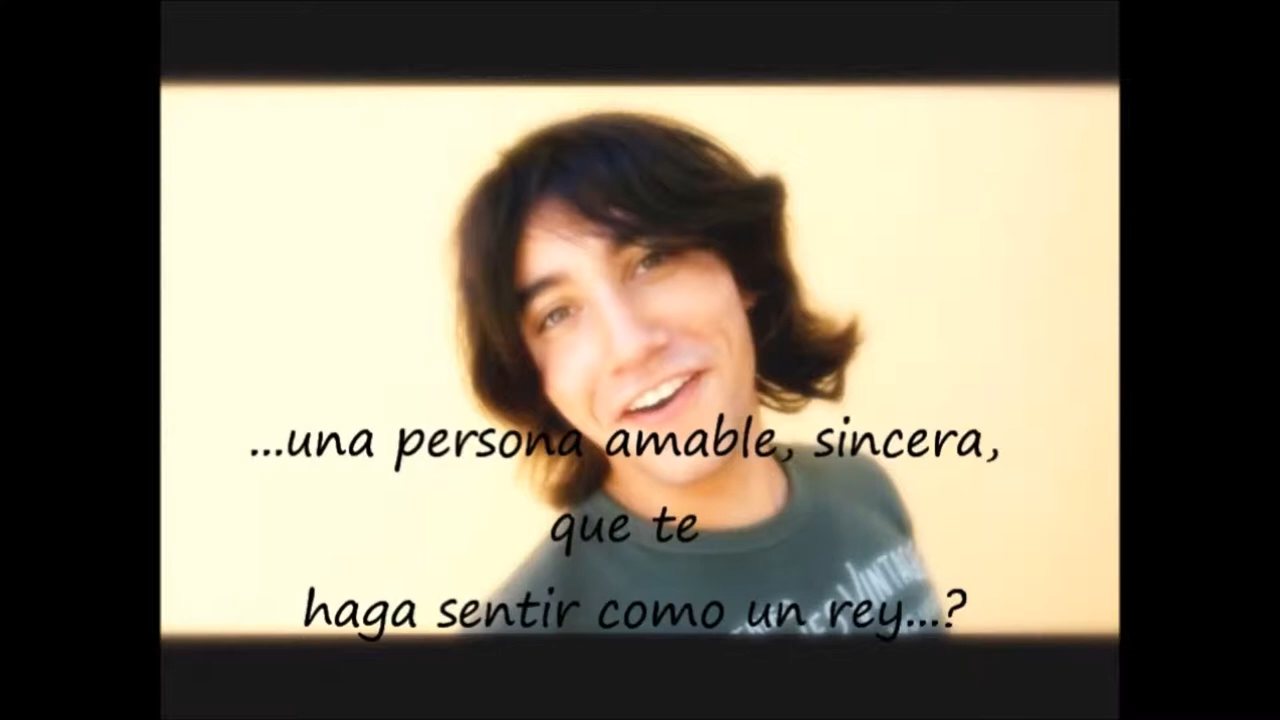 ...una persona amable, sincera,
que te
haga sentir como un rey...?